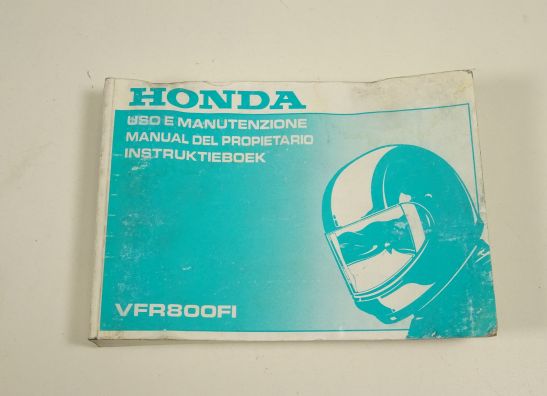 HONDA
USO E MANUTENZIONE
MANUAL DEL PROPIETARIO
INSTRUKTIEBOEK
VFR800FI